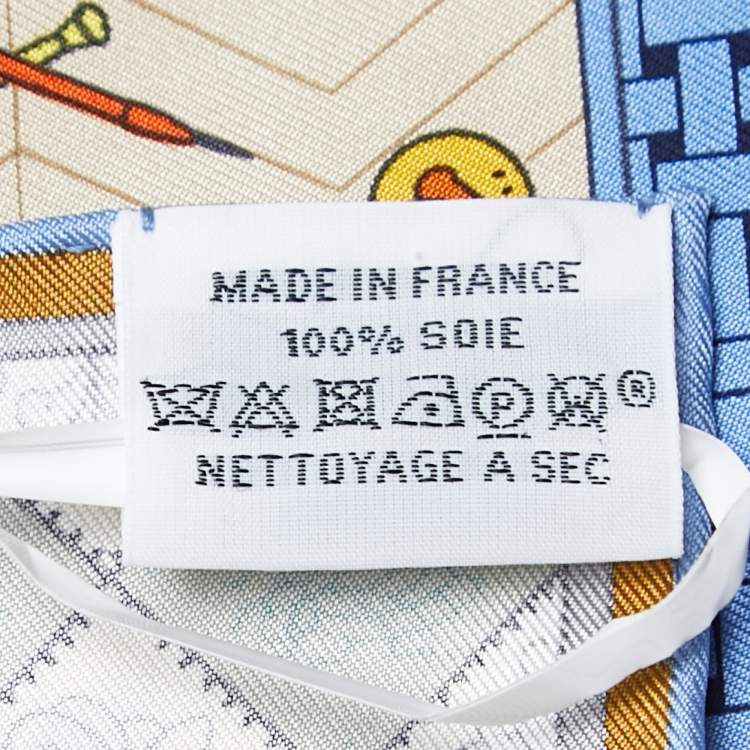 MADE IN FRANCE
100% SOIE
P ®
NETTOYAGE A SEC